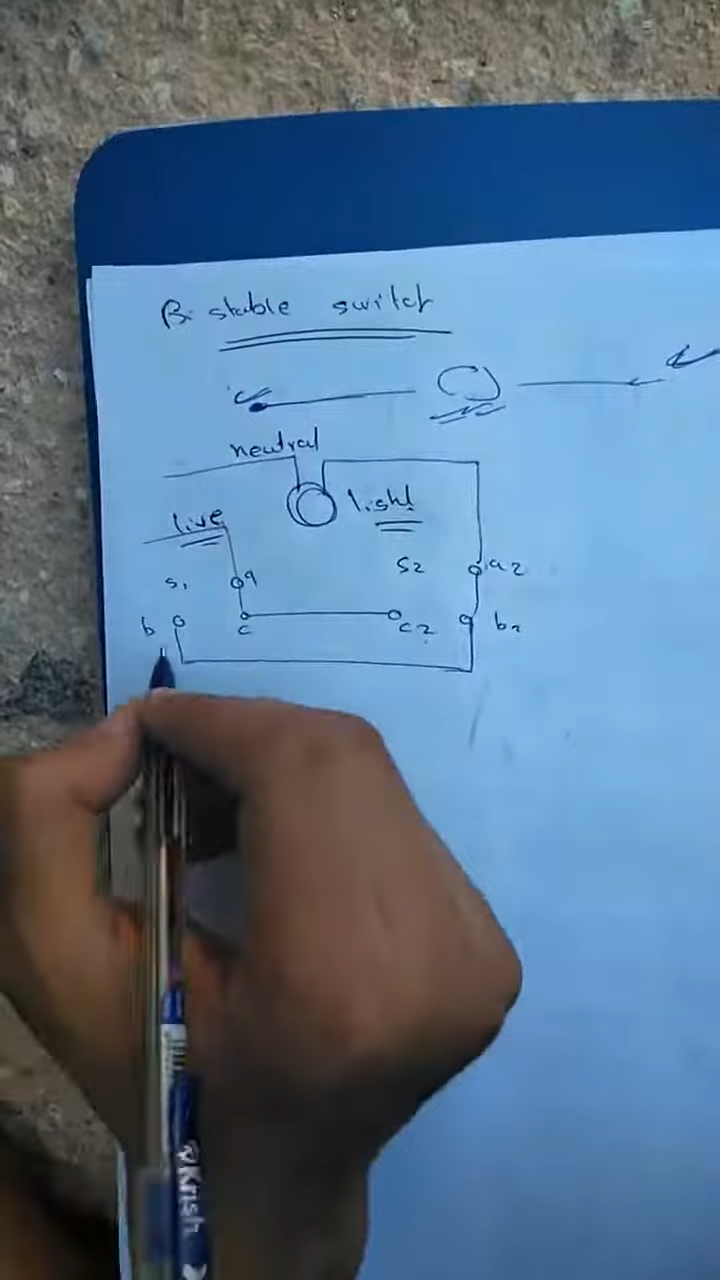 Bi stable switch
neutral
light
live
S1 a S2 a2
b c c2 b2
Krish